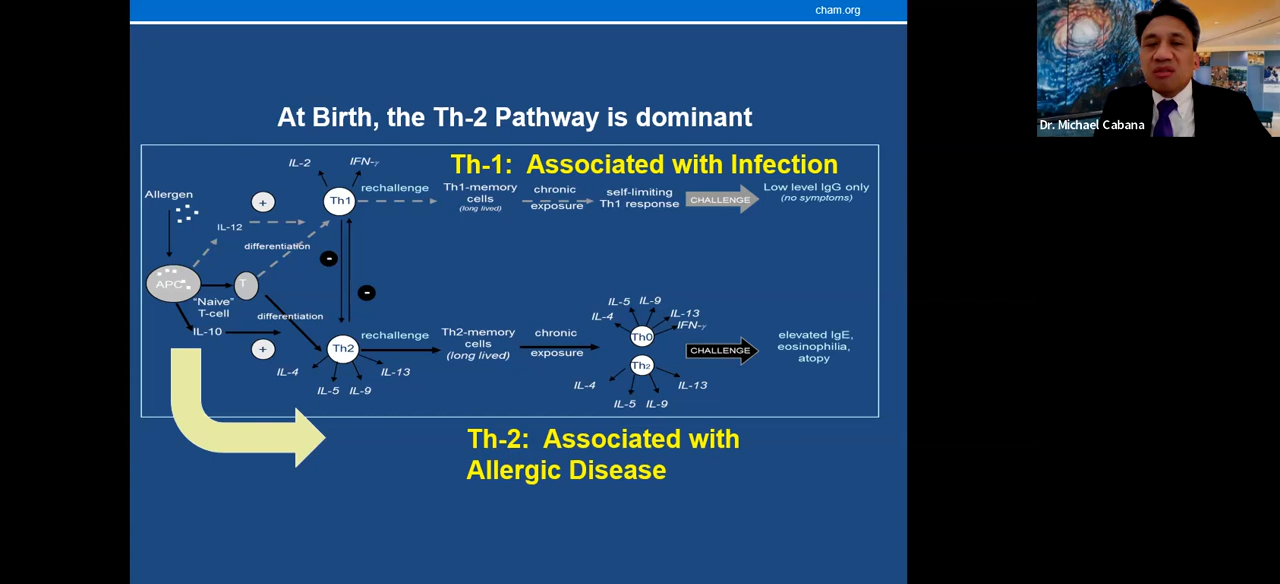 cham.org
Dr. Michael Cabana
At Birth, the Th-2 Pathway is dominant
Th-1: Associated with Infection
IL-2
IFN-γ
Allergen
+
Th1
rechallenge
Th1-memory
cells
(long lived)
chronic
exposure
self-limiting
Th1 response
CHALLENGE
Low level IgG only
(no symptoms)
IL-12
differentiation
-
APC
T
-
"Naive"
T-cell
differentiation
IL-10
+
Th2
rechallenge
Th2-memory
cells
(long lived)
chronic
exposure
IL-5
IL-9
IL-4
IL-13
IFN-γ
Th0
Th2
CHALLENGE
elevated IgE,
eosinophilia,
atopy
IL-4
IL-13
IL-5
IL-9
IL-4
IL-13
IL-5
IL-9
Th-2: Associated with
Allergic Disease